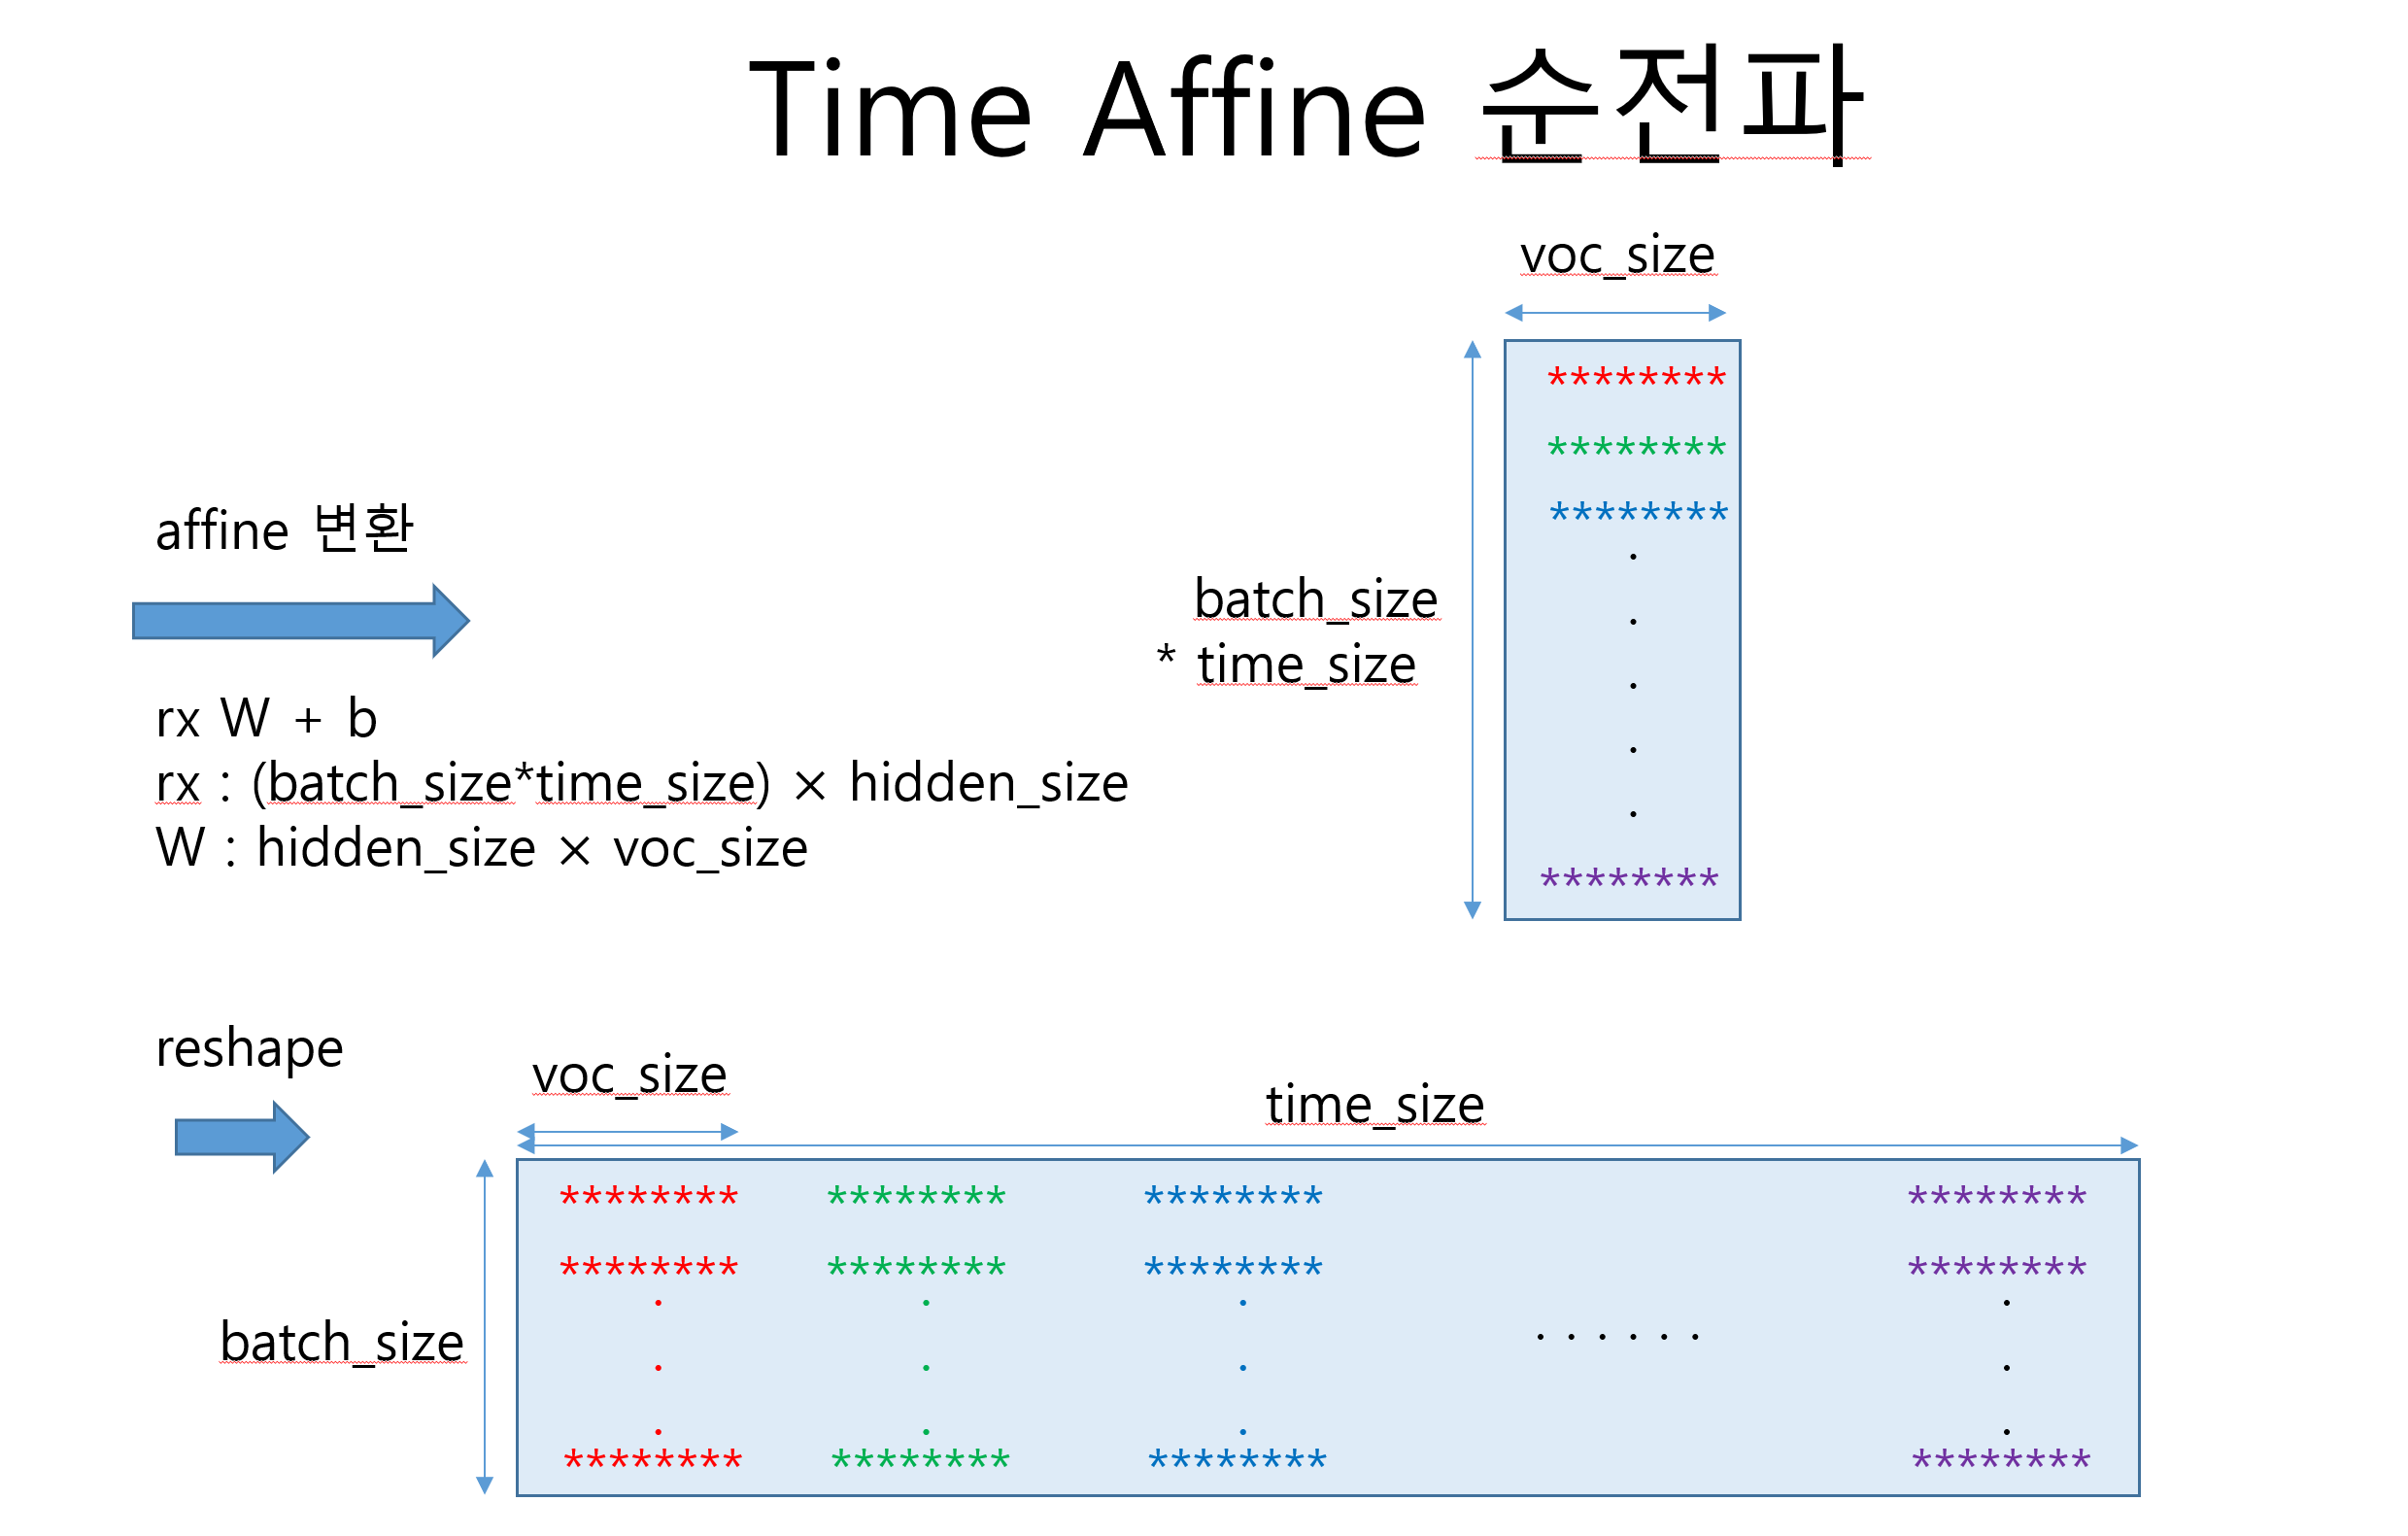 Time Affine 순전파
voc_size
********
********
********
.
.
.
.
.
********
batch_size
* time_size
affine 변환
rx W + b
rx : (batch_size*time_size) × hidden_size
W : hidden_size × voc_size
reshape
voc_size
time_size
batch_size
******** ******** ******** ********
******** ******** ******** ********
. . . .
. . . . . .
. . . .
. . . .
******** ******** ******** ********